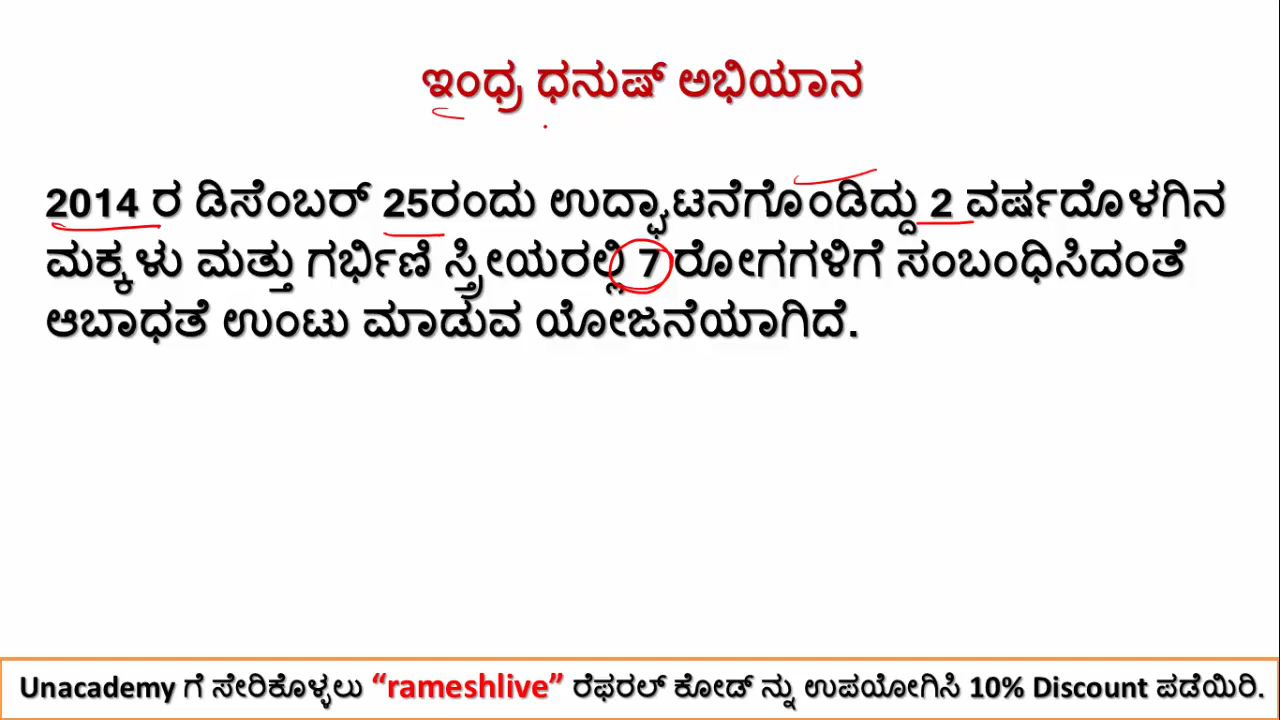 ಇಂಧ್ರ ಧನುಷ್ ಅಭಿಯಾನ
2014 ರ ಡಿಸೆಂಬರ್ 25ರಂದು ಉದ್ಘಾಟನೆಗೊಂಡಿದ್ದು 2 ವರ್ಷದೊಳಗಿನ
ಮಕ್ಕಳು ಮತ್ತು ಗರ್ಭಿಣಿ ಸ್ತ್ರೀಯರಲ್ಲಿ 7 ರೋಗಗಳಿಗೆ ಸಂಬಂಧಿಸಿದಂತೆ
ಆಬಾಧತೆ ಉಂಟು ಮಾಡುವ ಯೋಜನೆಯಾಗಿದೆ.
Unacademy ಗೆ ಸೇರಿಕೊಳ್ಳಲು “rameshlive” ರೆಫರಲ್ ಕೋಡ್ ನ್ನು ಉಪಯೋಗಿಸಿ 10% Discount ಪಡೆಯಿರಿ.